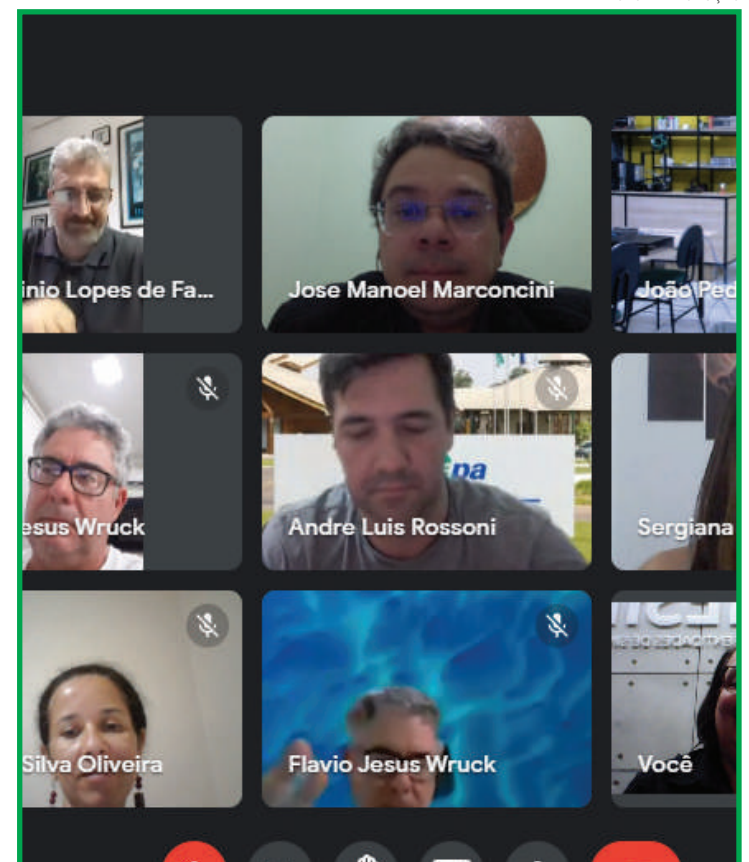 inio Lopes de Fa...
Jose Manoel Marconcini
João Ped
esus Wruck
Andre Luis Rossoni
pa
Sergiana
Silva Oliveira
Flavio Jesus Wruck
Você